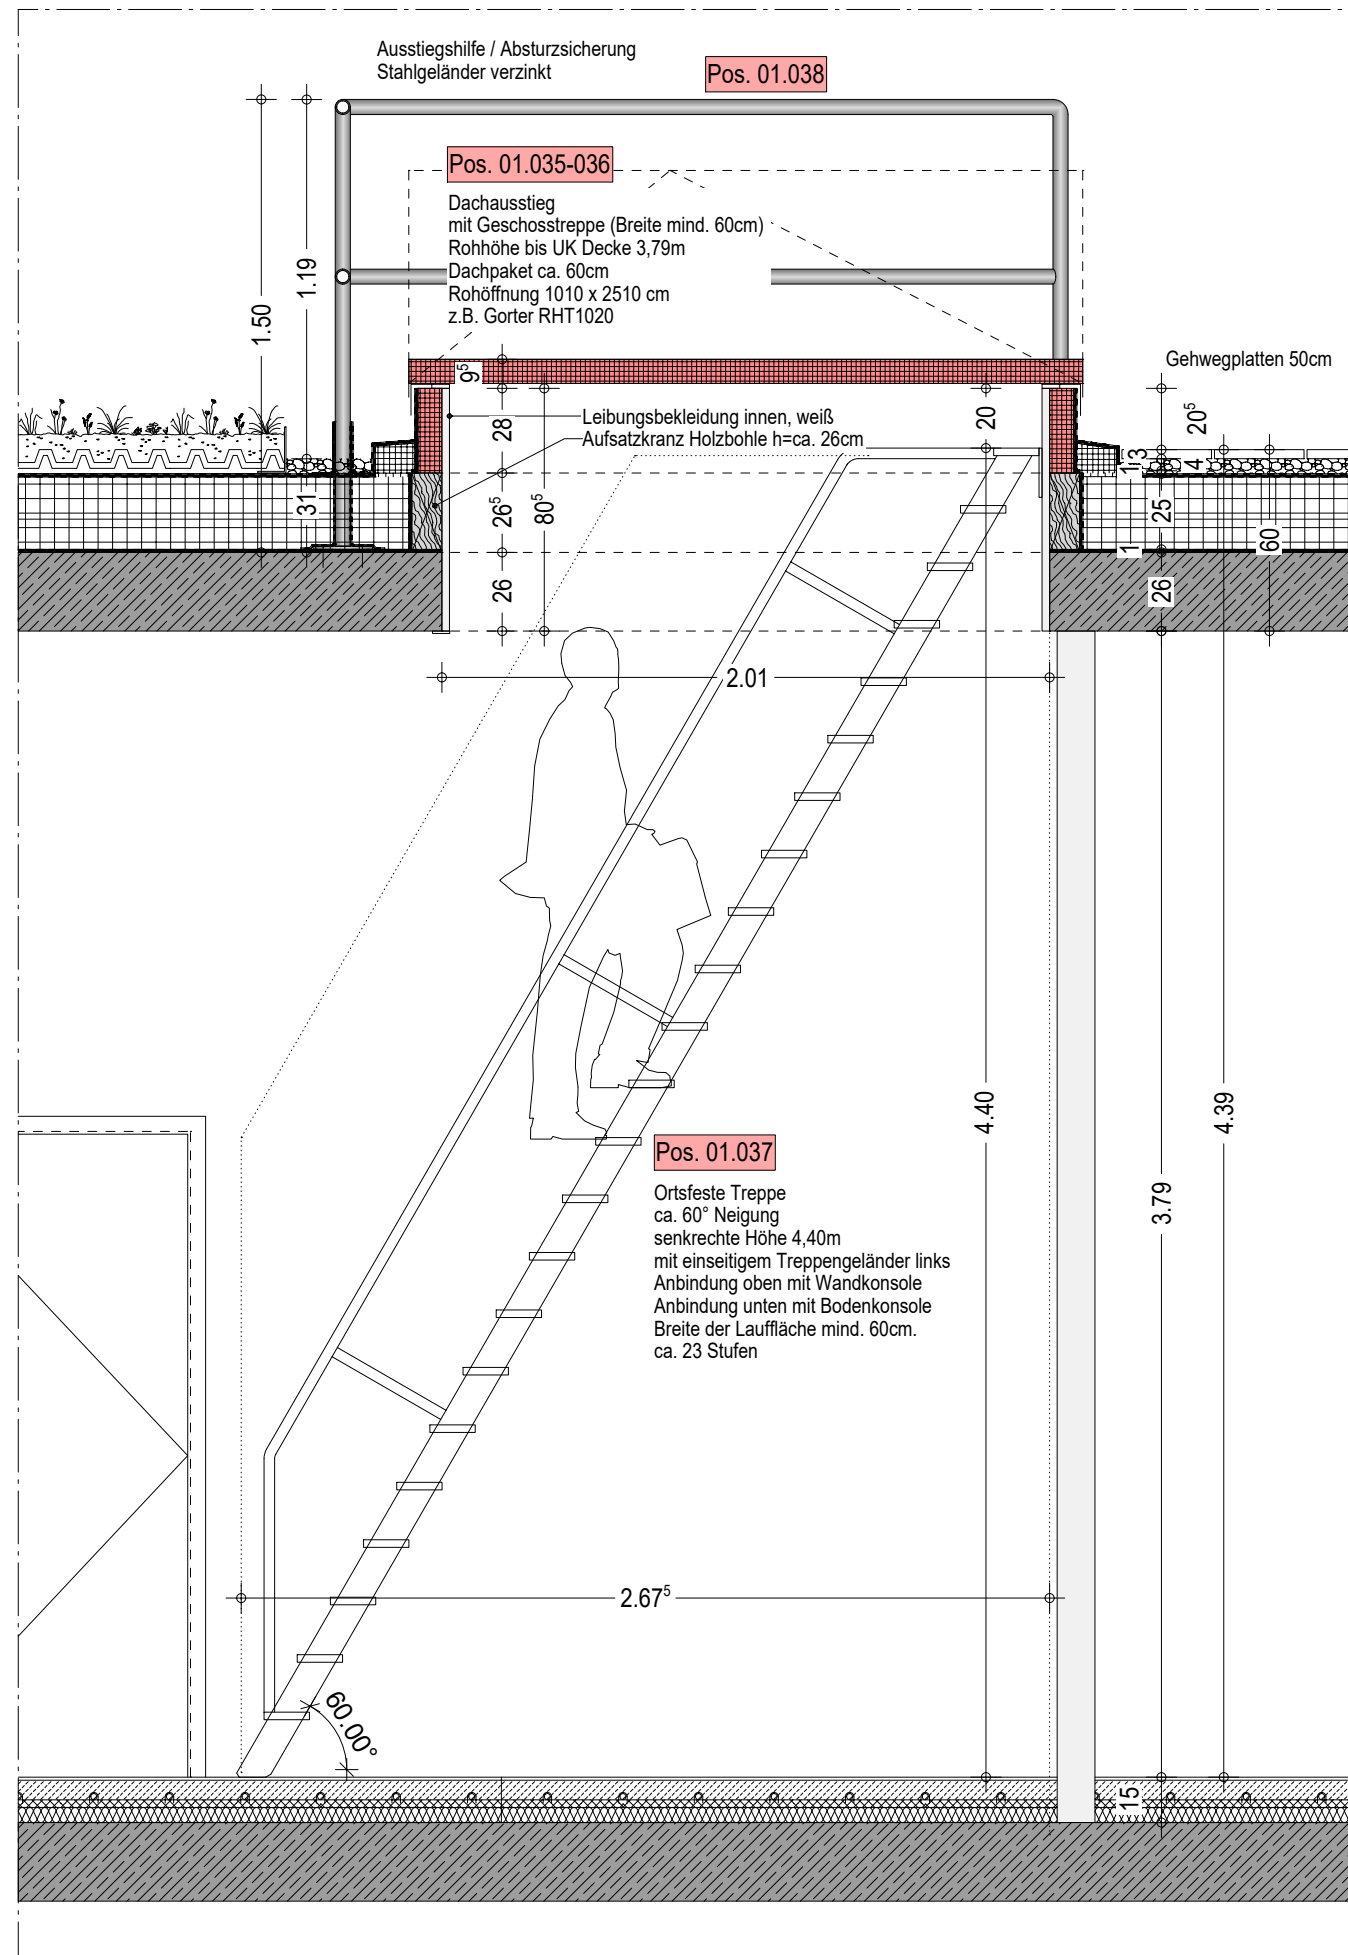 Ausstiegshilfe / Absturzsicherung
Stahlgeländer verzinkt
Pos. 01.038
Pos. 01.035-036
Dachausstieg
mit Geschosstreppe (Breite mind. 60cm)
Rohhöhe bis UK Decke 3,79m
Dachpaket ca. 60cm
Rohöffnung 1010 x 2510 cm
z.B. Gorter RHT1020
1.50
1.19
31
Gehwegplatten 50cm
9⁵
28
26⁵
26
80⁵
Leibungsbekleidung innen, weiß
Aufsatzkranz Holzbohle h=ca. 26cm
20
20⁵
13
4
25
1
26
60
2.01
4.40
4.39
3.79
Pos. 01.037
Ortsfeste Treppe
ca. 60° Neigung
senkrechte Höhe 4,40m
mit einseitigem Treppengeländer links
Anbindung oben mit Wandkonsole
Anbindung unten mit Bodenkonsole
Breite der Lauffläche mind. 60cm.
ca. 23 Stufen
2.67⁵
60.00°
15